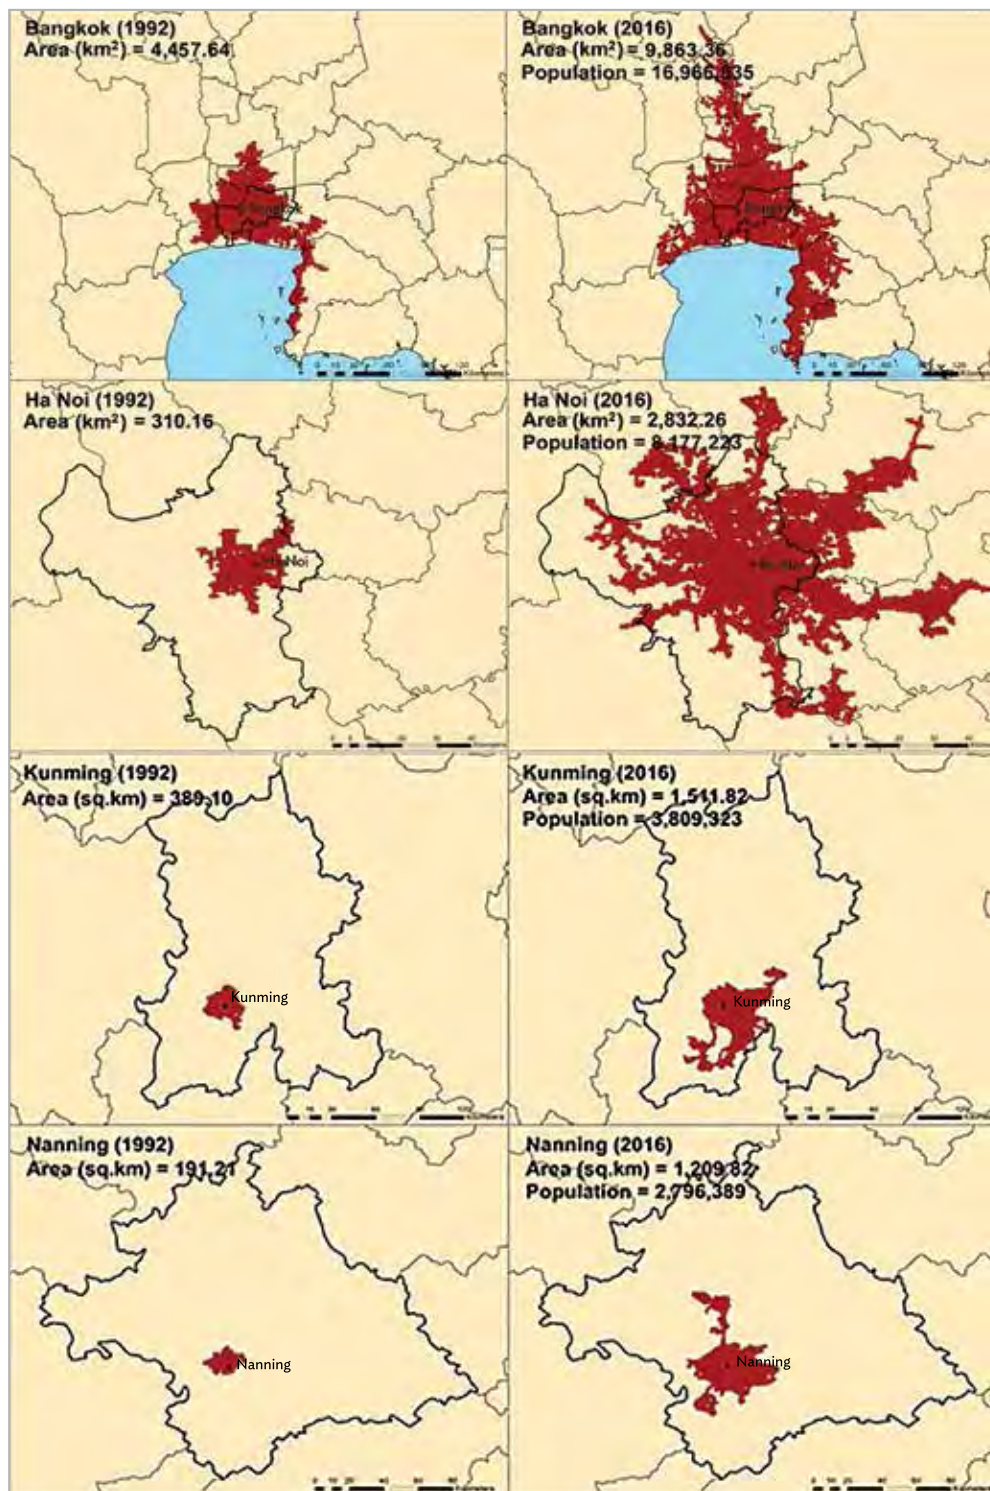 Bangkok (1992)
Area (km²) = 4,457.64
Bangkok (2016)
Area (km²) = 9,863.36
Population = 16,966,835
Ha Noi (1992)
Area (km²) = 310.16
Ha Noi
Ha Noi (2016)
Area (km²) = 2,832.26
Population = 8,177,223
Kunming (1992)
Area (sq.km) = 389.10
Kunming
Kunming (2016)
Area (sq.km) = 1,511.82
Population = 3,809,323
Kunming
Nanning (1992)
Area (sq.km) = 191.21
Nanning
Nanning (2016)
Area (sq.km) = 1,209.82
Population = 2,796,389
Nanning